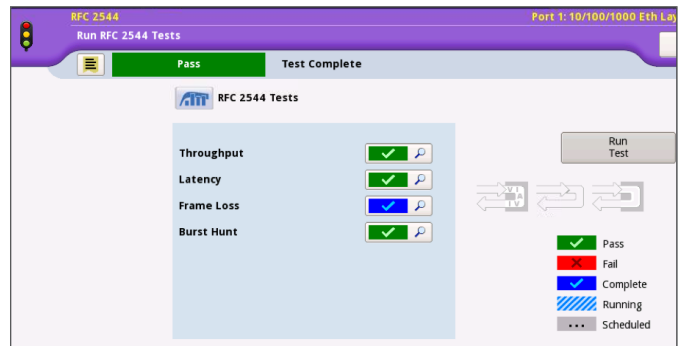 RFC 2544
Port 1: 10/100/1000 Eth Lay
Run RFC 2544 Tests
Pass
Test Complete
RFC 2544 Tests
Throughput
Latency
Frame Loss
Burst Hunt
Run
Test
Pass
Fail
Complete
Running
Scheduled